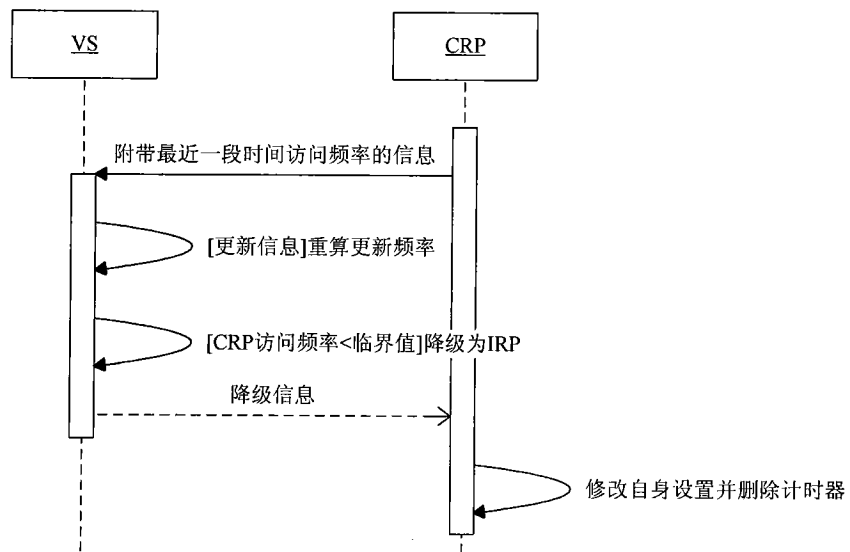 VS
CRP
附带最近一段时间访问频率的信息
[更新信息]重算更新频率
[CRP访问频率<临界值]降级为IRP
降级信息
修改自身设置并删除计时器